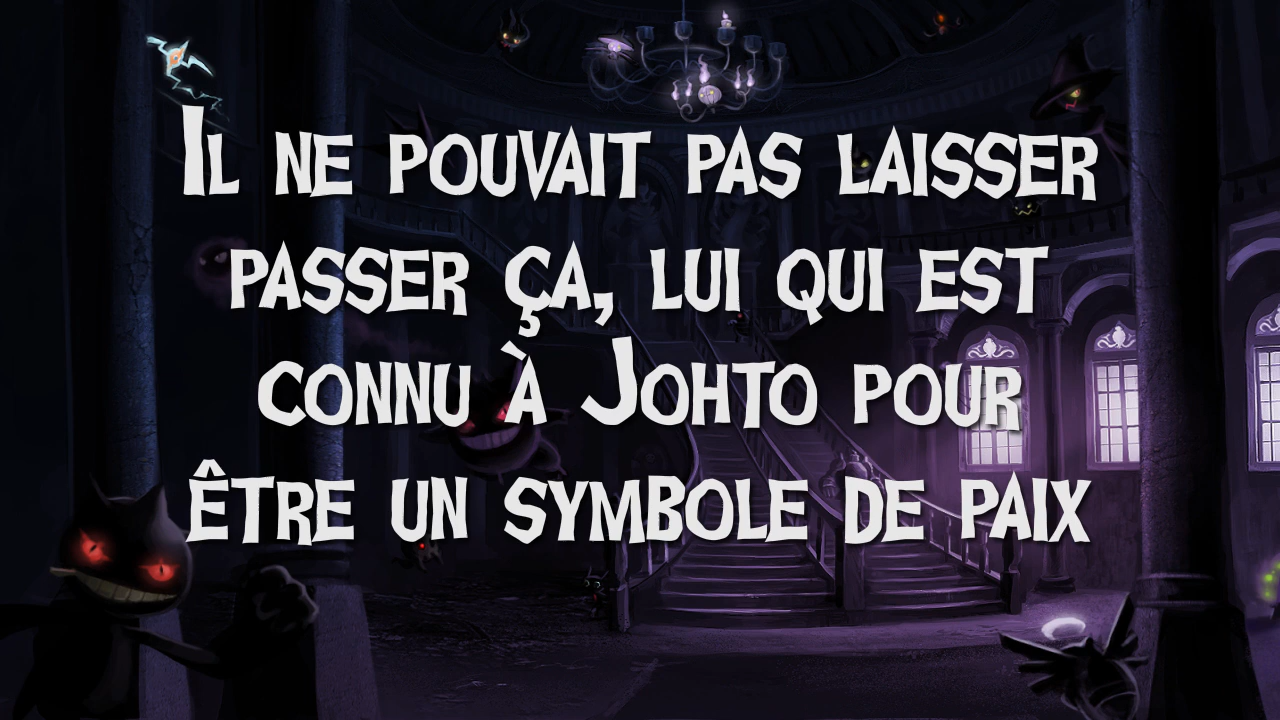 Il ne pouvait pas laisser
passer ça, lui qui est
connu à Johto pour
être un symbole de paix